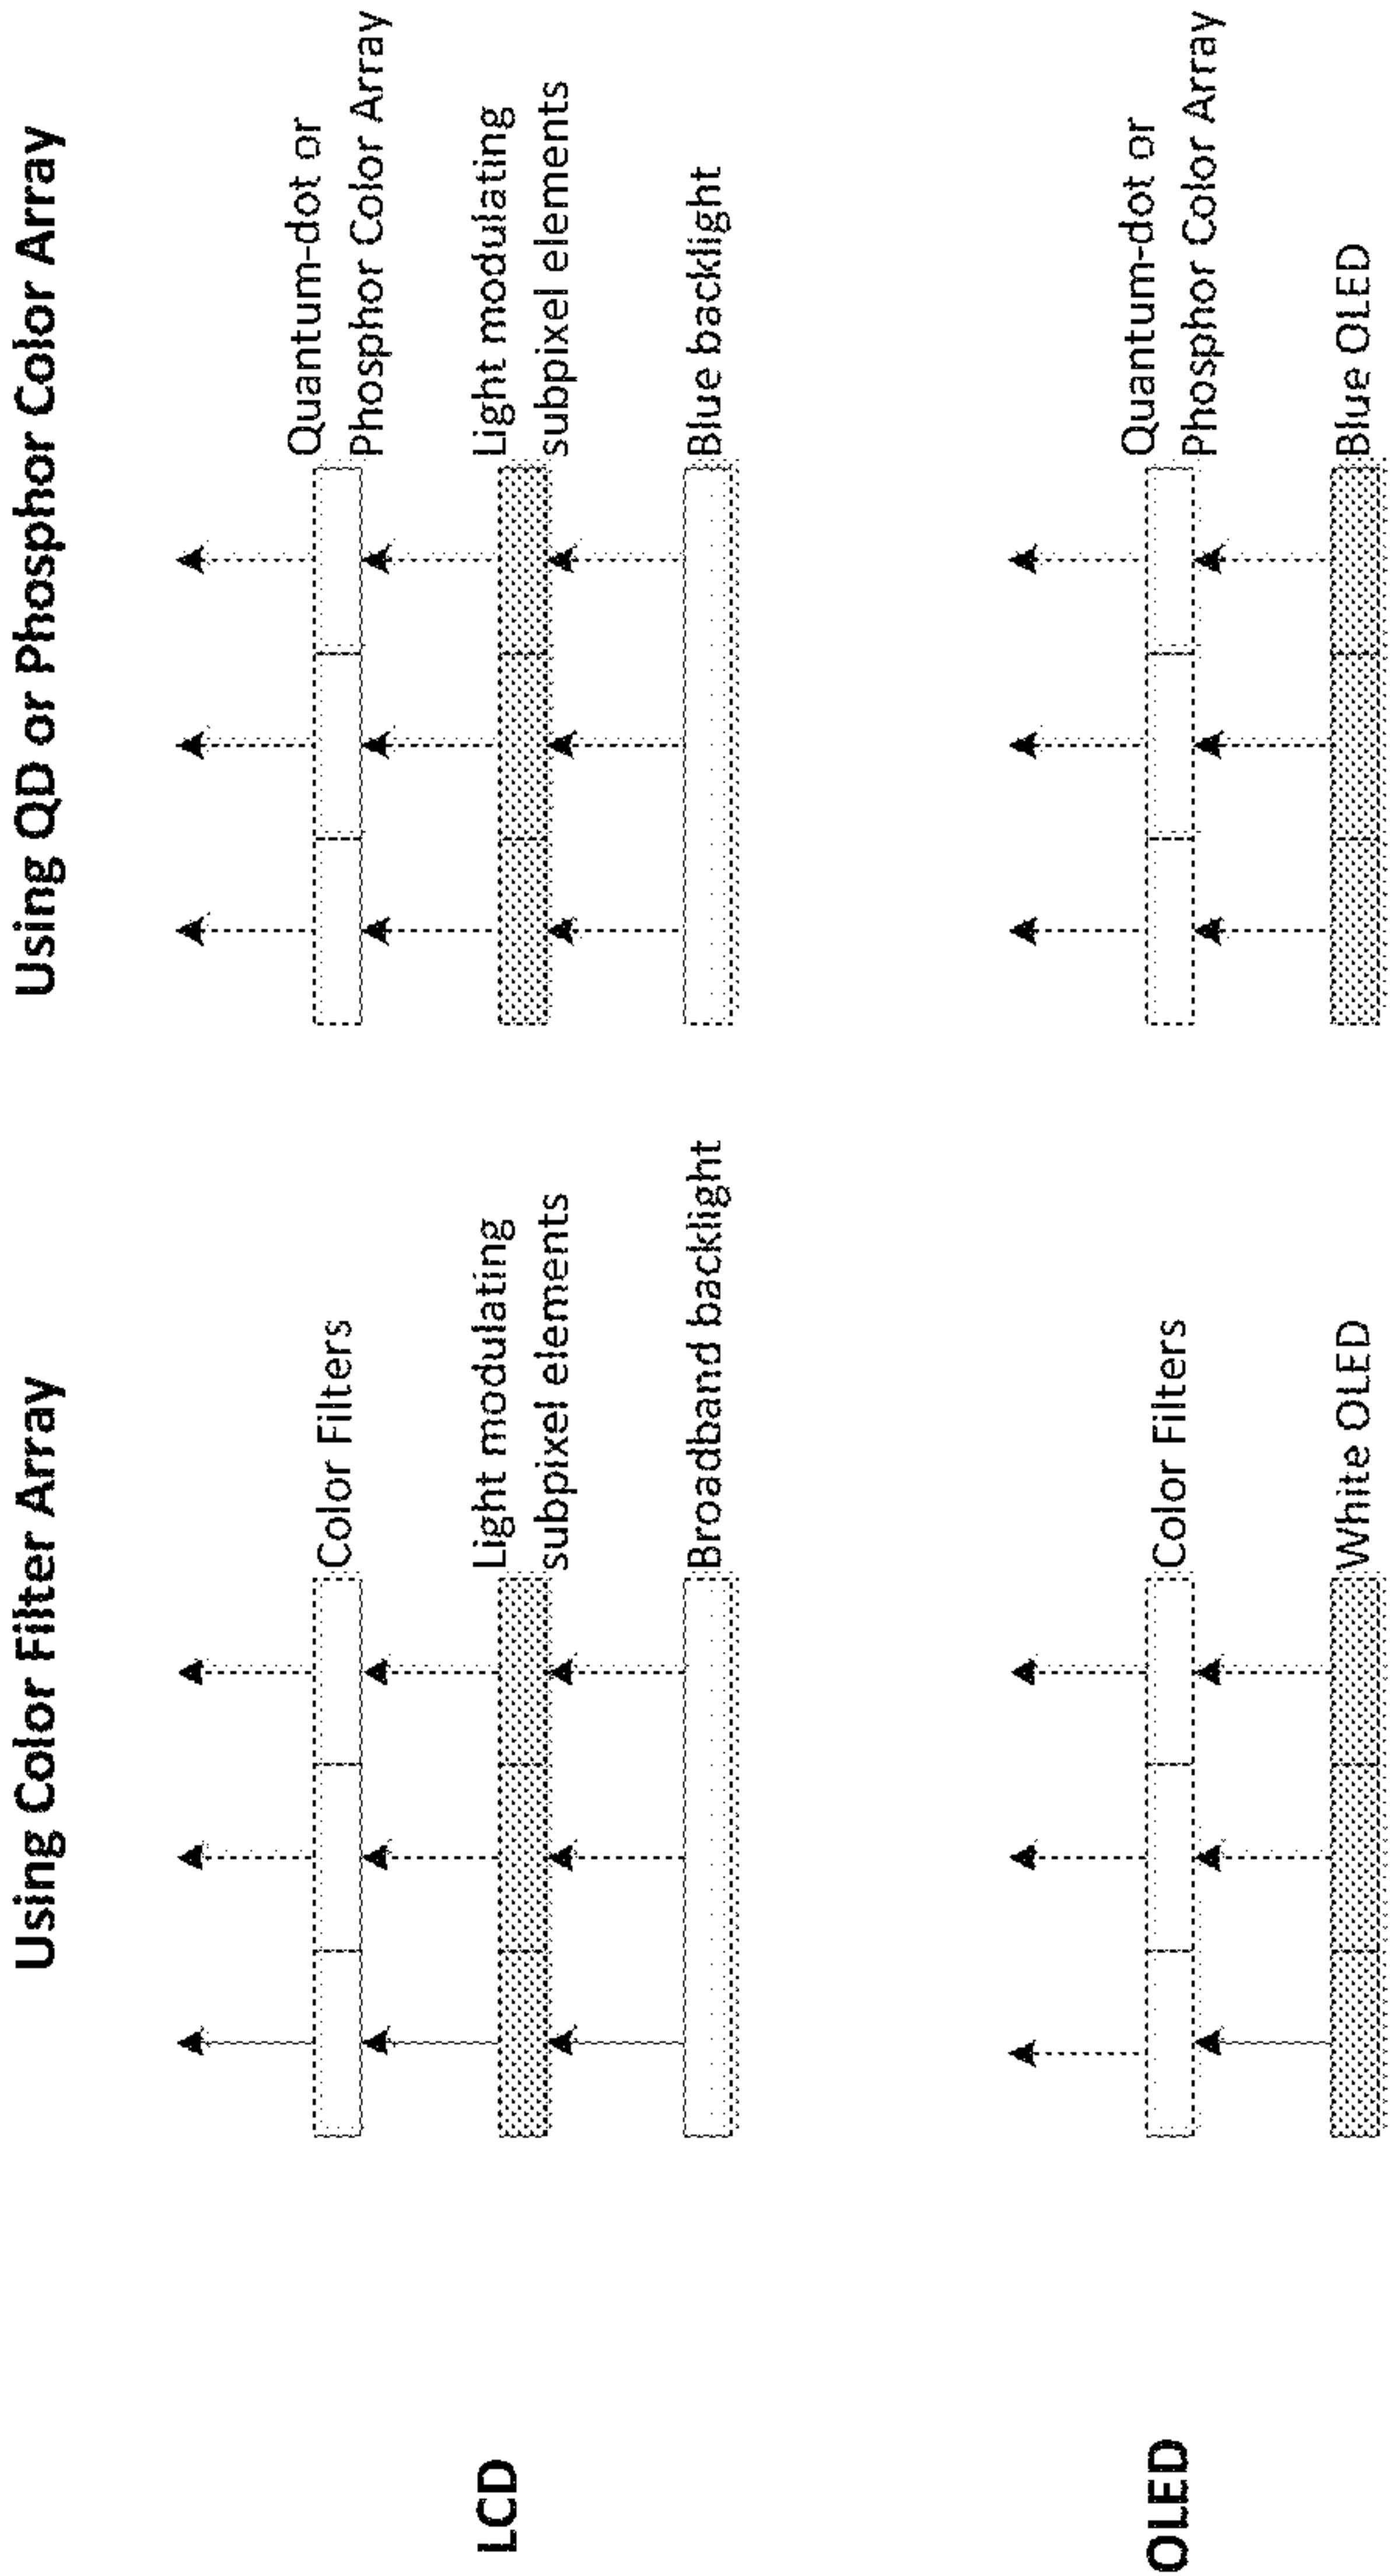 Using Color Filter Array
Using QD or Phosphor Color Array
LCD
Color Filters
Light modulating
subpixel elements
Broadband backlight
Quantum-dot or
Phosphor Color Array
Light modulating
subpixel elements
Blue backlight
OLED
Color Filters
White OLED
Quantum-dot or
Phosphor Color Array
Blue OLED